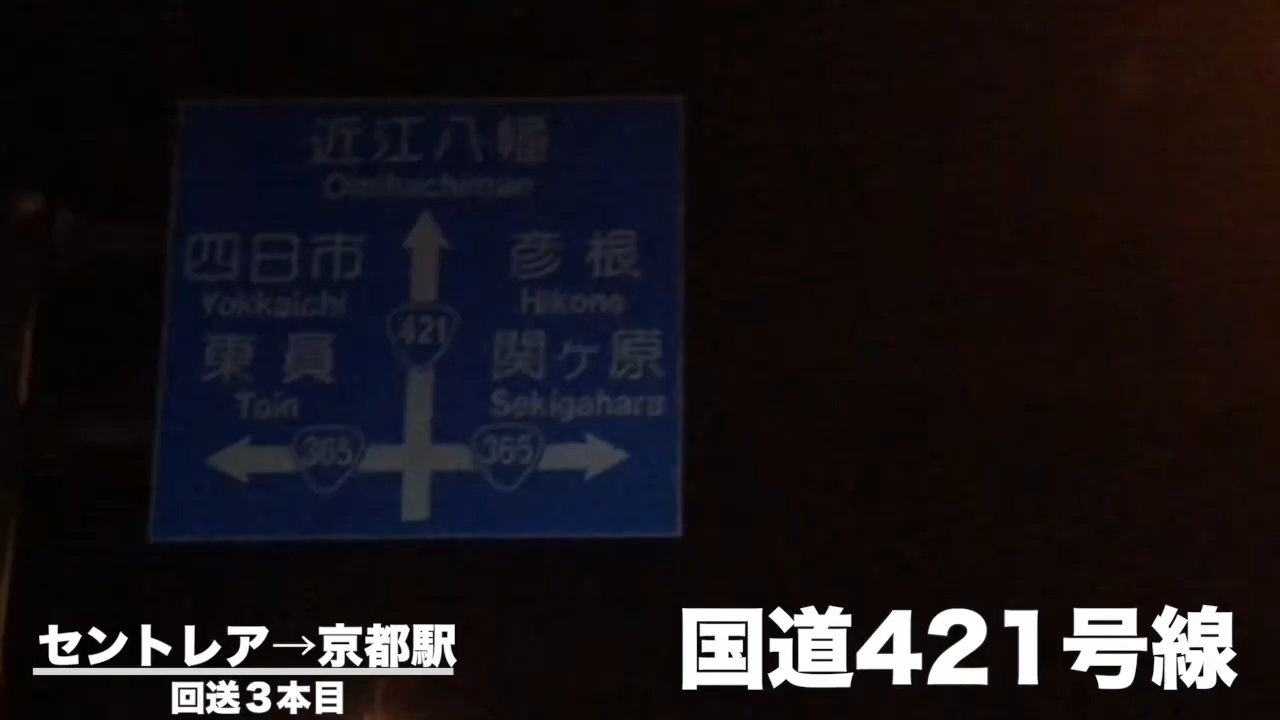 近江八幡
Omihachiman
四日市
Yokkaichi
東員
Toin
彦根
Hikone
関ヶ原
Sekigahara
421
365
365
セントレア→京都駅
回送3本目
国道421号線